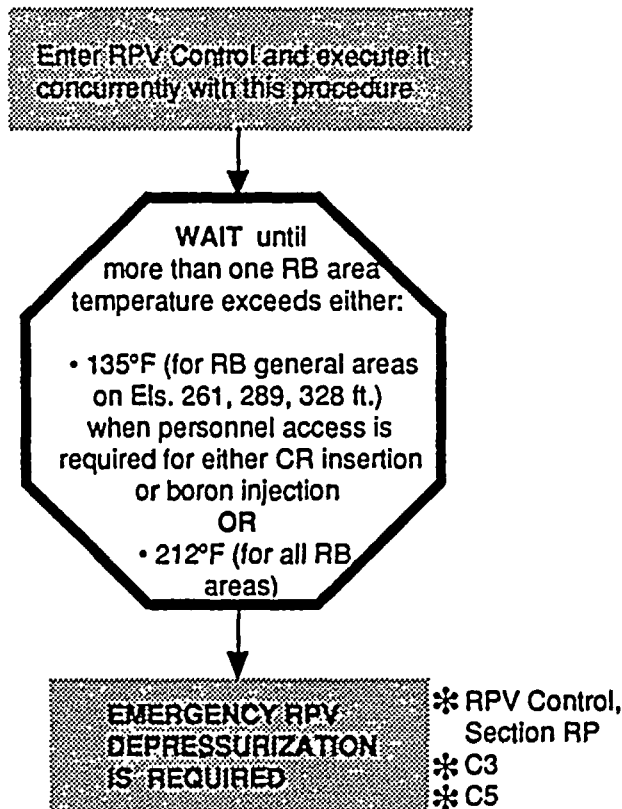 Enter RPV Control and execute it
concurrently with this procedure.
WAIT until
more than one RB area
temperature exceeds either:
• 135°F (for RB general areas
on Els. 261, 289, 328 ft.)
when personnel access is
required for either CR insertion
or boron injection
OR
• 212°F (for all RB
areas)
EMERGENCY RPV
DEPRESSURIZATION
IS REQUIRED
✻ RPV Control,
Section RP
✻ C3
✻ C5